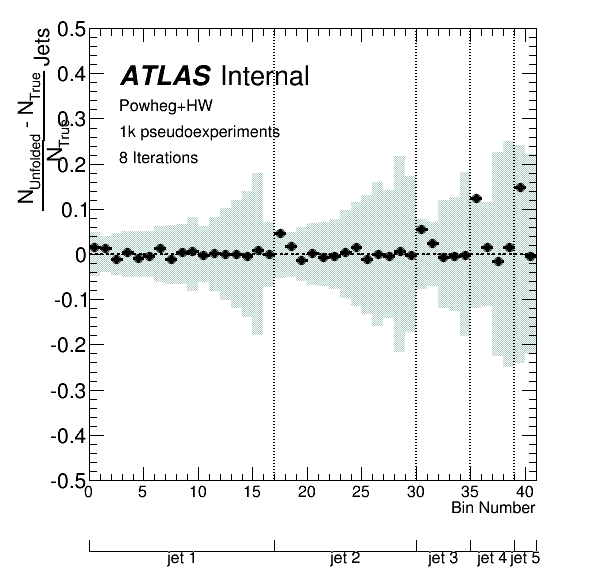 N_Unfolded - N_True
N_True
Jets
ATLAS Internal
Powheg+HW
1k pseudoexperiments
8 Iterations
0.5
0.4
0.3
0.2
0.1
0
-0.1
-0.2
-0.3
-0.4
-0.5
0 5 10 15 20 25 30 35 40
Bin Number
jet 1 jet 2 jet 3 jet 4 jet 5